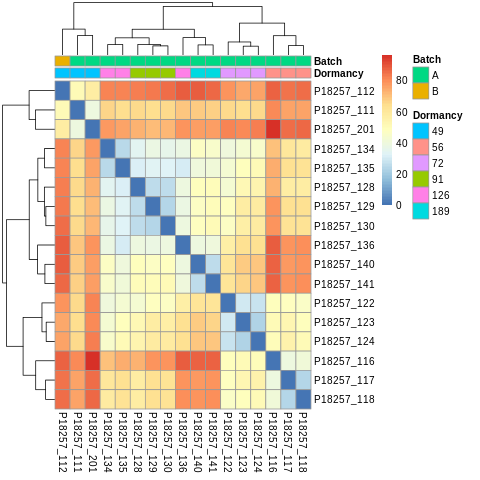 Batch
Dormancy
P18257_112
P18257_111
P18257_201
P18257_134
P18257_135
P18257_128
P18257_129
P18257_130
P18257_136
P18257_140
P18257_141
P18257_122
P18257_123
P18257_124
P18257_116
P18257_117
P18257_118
P18257_112
P18257_111
P18257_201
P18257_134
P18257_135
P18257_128
P18257_129
P18257_130
P18257_136
P18257_140
P18257_141
P18257_122
P18257_123
P18257_124
P18257_116
P18257_117
P18257_118
80
60
40
20
0
Batch
A
B
Dormancy
49
56
72
91
126
189